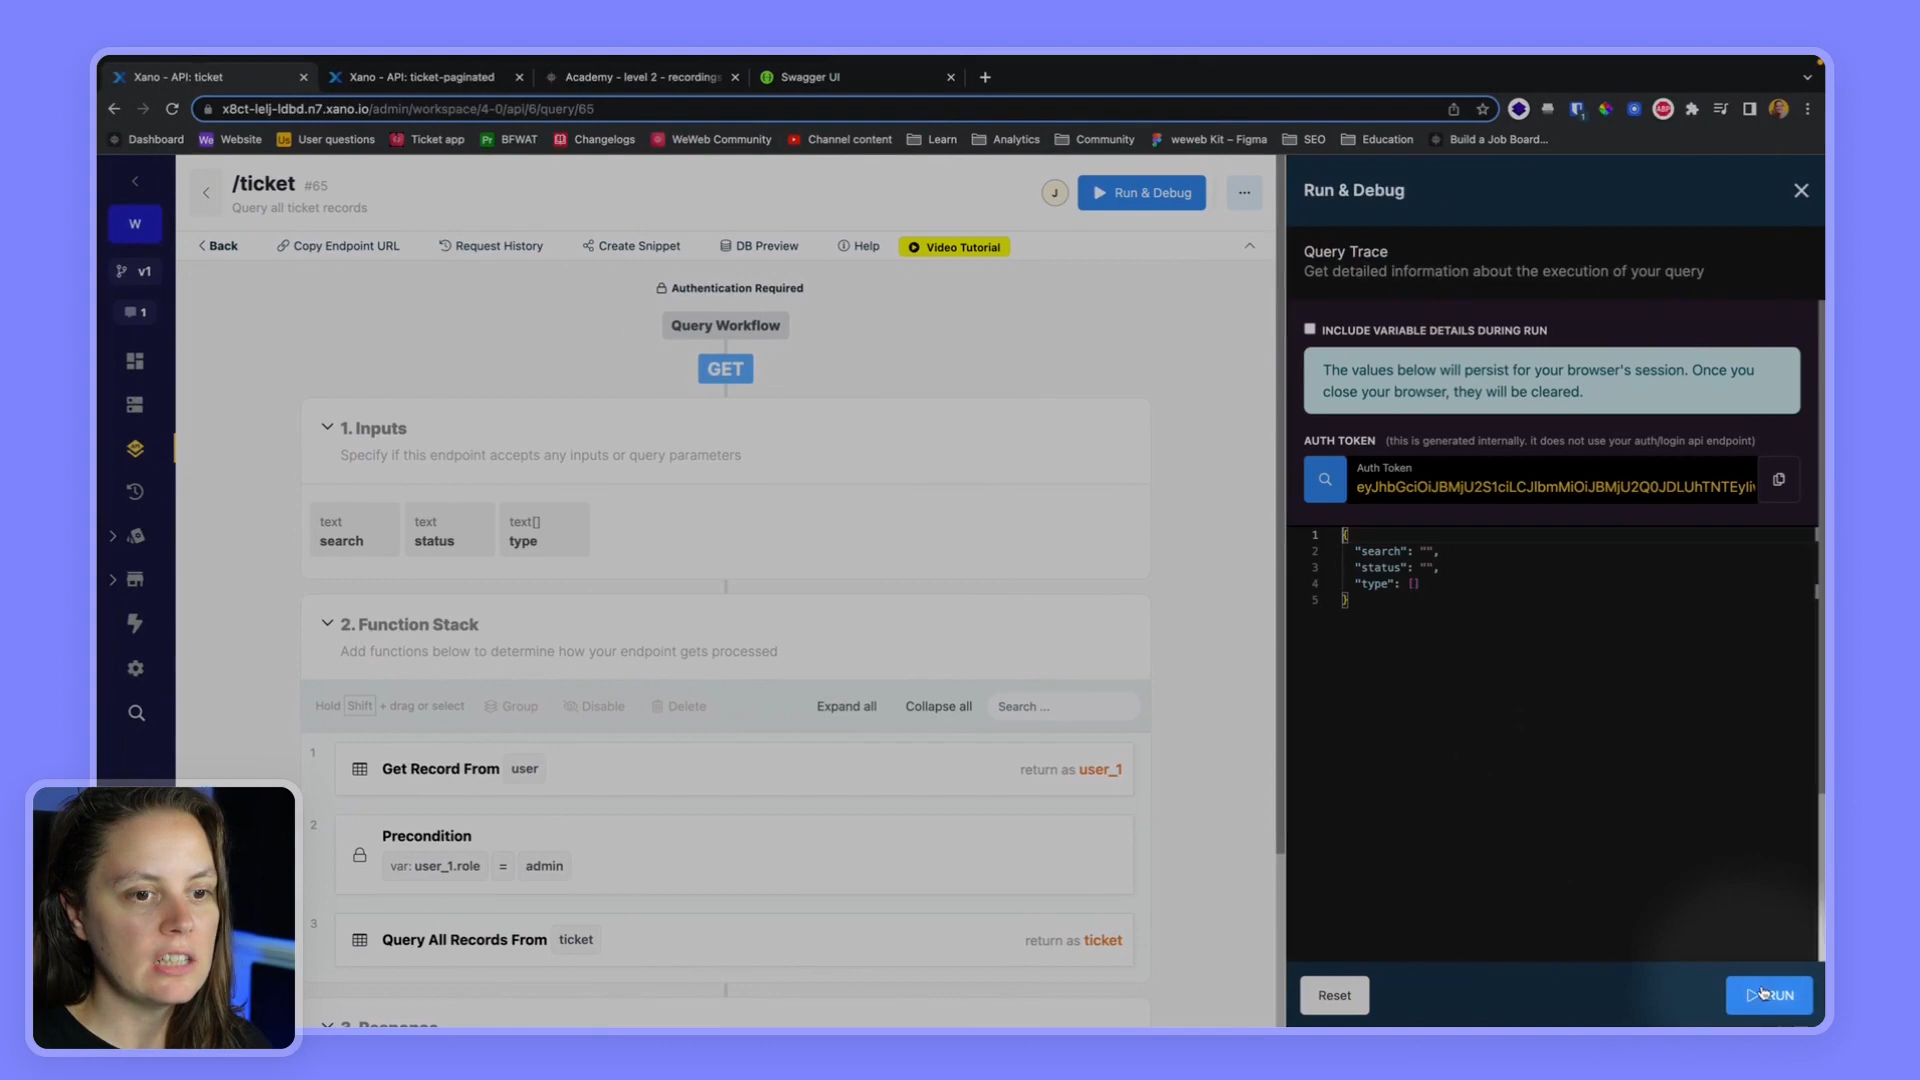 Xano - API: ticket
Xano - API: ticket-paginated
Academy - level 2 - recordings
Swagger UI
x8ct-lelj-ldbd.n7.xano.io/admin/workspace/4-0/api/6/query/65
Dashboard
We Website
Us User questions
Ticket app
Pr BFWAT
Changelogs
WeWeb Community
Channel content
Learn
Analytics
Community
weweb Kit – Figma
SEO
Education
Build a Job Board...
W
v1
1
/ticket #65
Query all ticket records
J
Run & Debug
Back
Copy Endpoint URL
Request History
Create Snippet
DB Preview
Help
Video Tutorial
Authentication Required
Query Workflow
GET
1. Inputs
Specify if this endpoint accepts any inputs or query parameters
text
search
text
status
text[]
type
2. Function Stack
Add functions below to determine how your endpoint gets processed
Hold Shift + drag or select
Group
Disable
Delete
Expand all
Collapse all
Search ...
1
Get Record From user
return as user_1
2
Precondition
var: user_1.role = admin
3
Query All Records From ticket
return as ticket
3. Response
Run & Debug
Query Trace
Get detailed information about the execution of your query
INCLUDE VARIABLE DETAILS DURING RUN
The values below will persist for your browser's session. Once you
close your browser, they will be cleared.
AUTH TOKEN (this is generated internally. it does not use your auth/login api endpoint)
Auth Token
1 {
2 "search": "",
3 "status": "",
4 "type": []
5 }
Reset
RUN